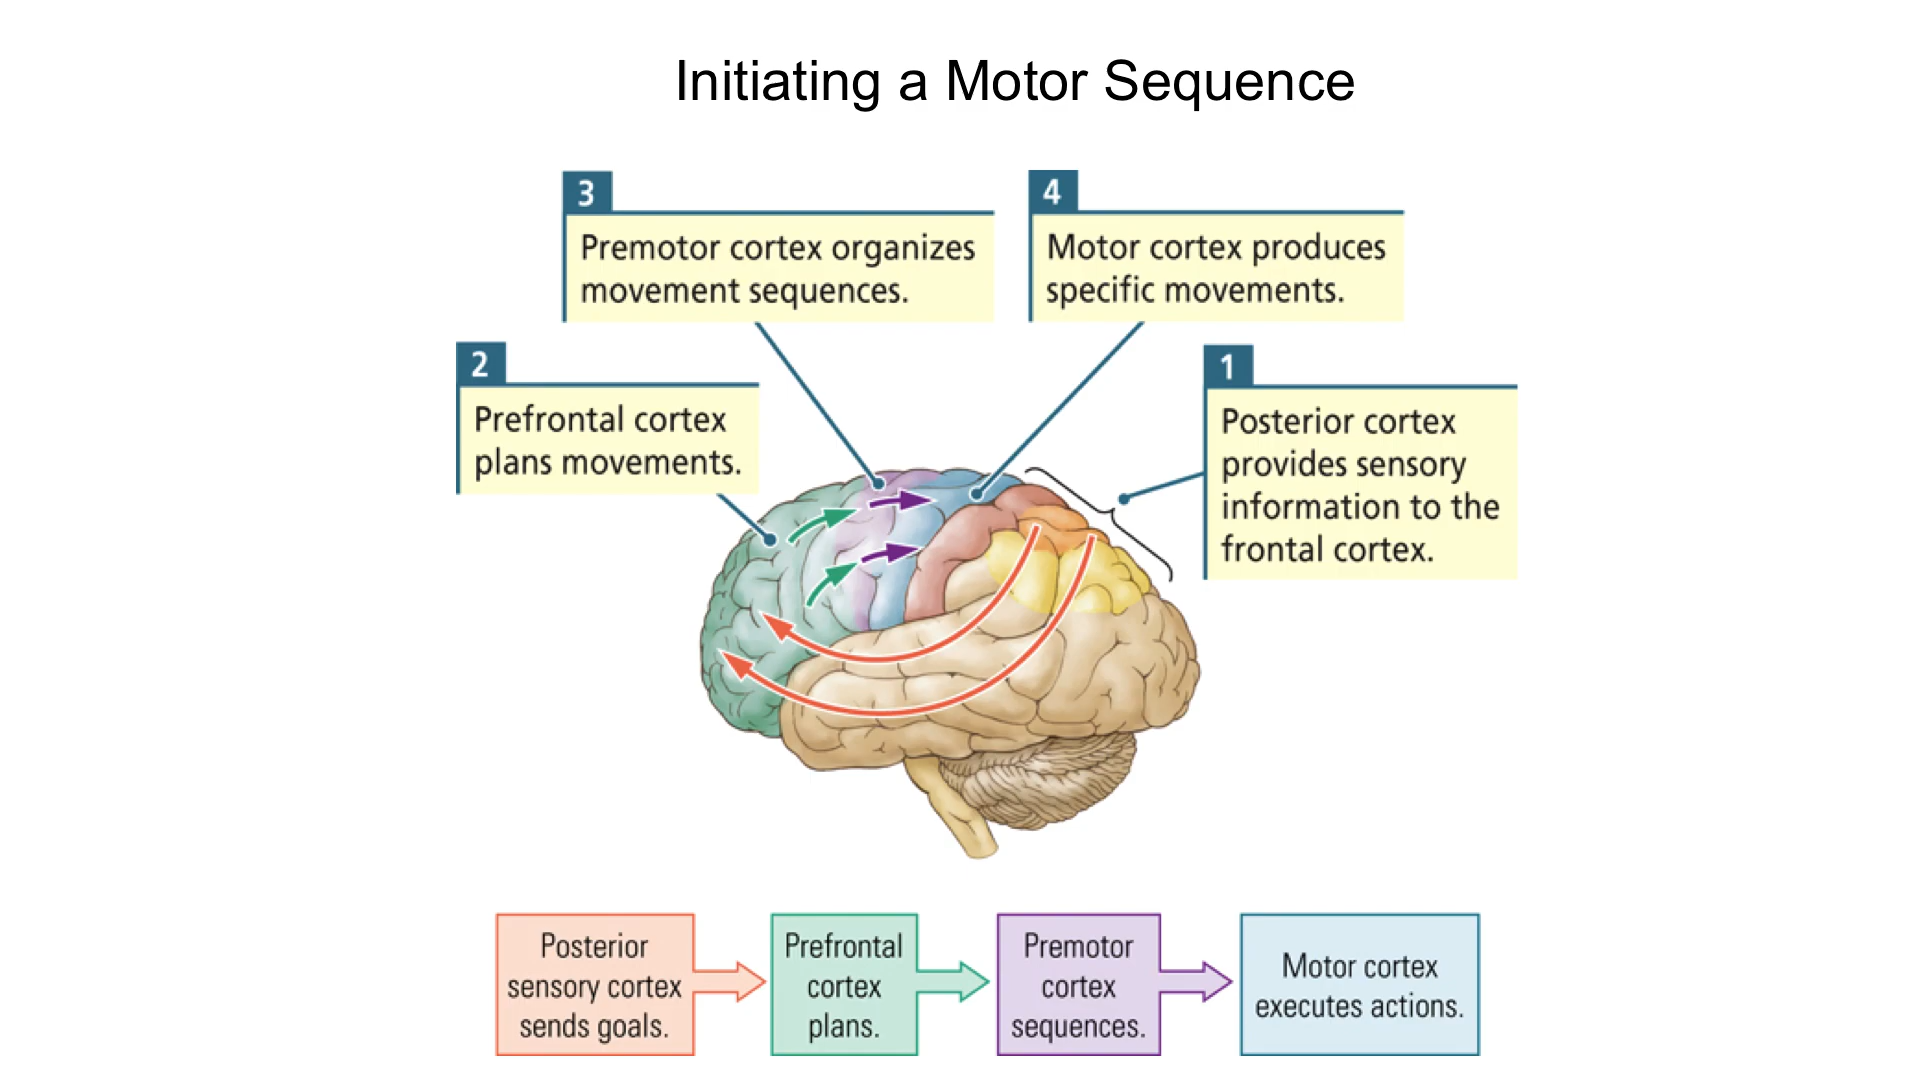 Initiating a Motor Sequence
3
Premotor cortex organizes
movement sequences.
4
Motor cortex produces
specific movements.
2
Prefrontal cortex
plans movements.
1
Posterior cortex
provides sensory
information to the
frontal cortex.
Posterior
sensory cortex
sends goals.
Prefrontal
cortex
plans.
Premotor
cortex
sequences.
Motor cortex
executes actions.